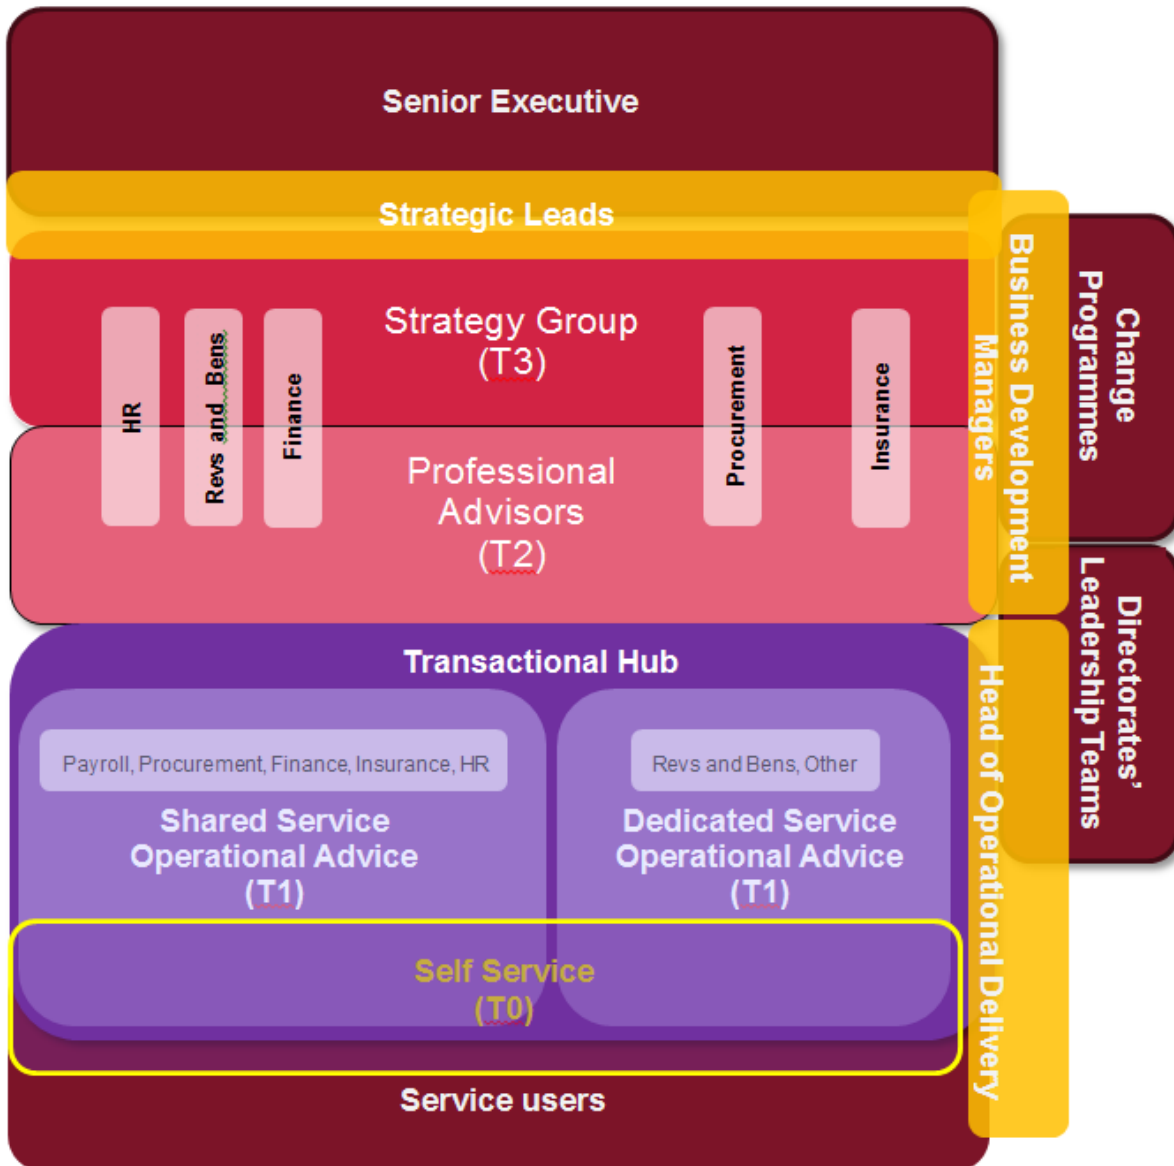 Senior Executive
Strategic Leads
Strategy Group
(T3)
HR
Revs and Bens
Finance
Procurement
Insurance
Professional
Advisors
(T2)
Business Development
Managers
Change
Programmes
Directorates’
Leadership Teams
Head of Operational Delivery
Transactional Hub
Payroll, Procurement, Finance, Insurance, HR
Shared Service
Operational Advice
(T1)
Revs and Bens, Other
Dedicated Service
Operational Advice
(T1)
Self Service
(T0)
Service users